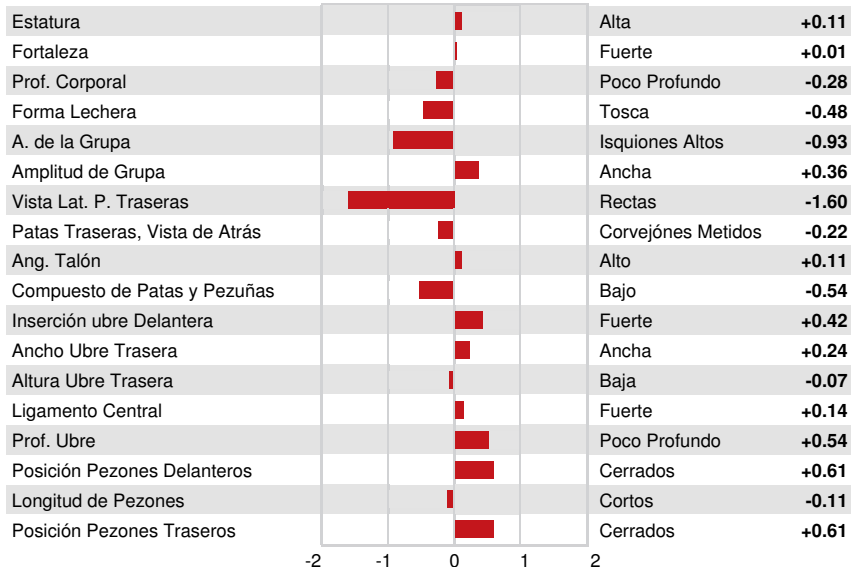 Estatura Alta +0.11
Fortaleza Fuerte +0.01
Prof. Corporal Poco Profundo -0.28
Forma Lechera Tosca -0.48
A. de la Grupa Isquiones Altos -0.93
Amplitud de Grupa Ancha +0.36
Vista Lat. P. Traseras Rectas -1.60
Patas Traseras, Vista de Atrás Corvejónes Metidos -0.22
Ang. Talón Alto +0.11
Compuesto de Patas y Pezuñas Bajo -0.54
Inserción ubre Delantera Fuerte +0.42
Ancho Ubre Trasera Ancha +0.24
Altura Ubre Trasera Baja -0.07
Ligamento Central Fuerte +0.14
Prof. Ubre Poco Profundo +0.54
Posición Pezones Delanteros Cerrados +0.61
Longitud de Pezones Cortos -0.11
Posición Pezones Traseros Cerrados +0.61
-2 -1 0 1 2